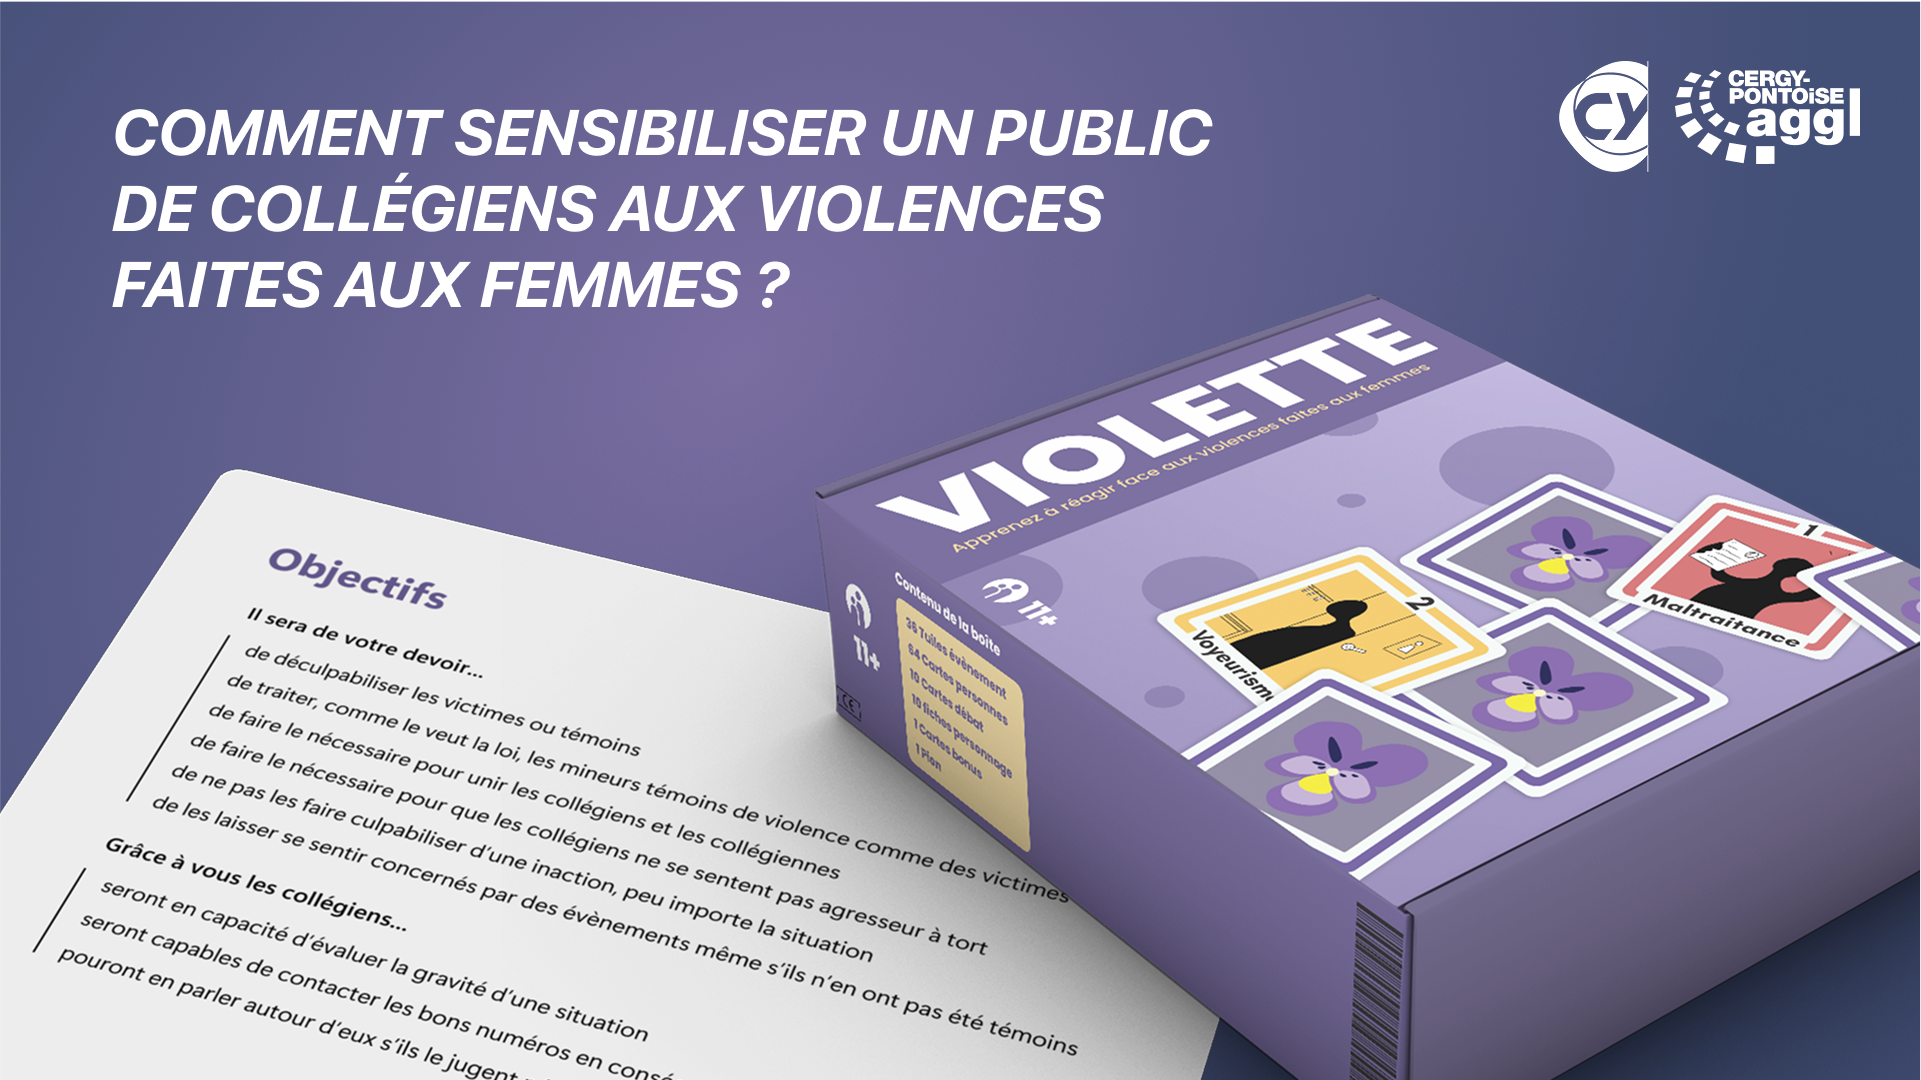 COMMENT SENSIBILISER UN PUBLIC
DE COLLÉGIENS AUX VIOLENCES
FAITES AUX FEMMES ?
CY
CERGY-
PONTOiSE
aggl
Objectifs
Il sera de votre devoir...
de déculpabiliser les victimes ou témoins
de traiter, comme le veut la loi, les mineurs témoins de violence comme des victimes
de faire le nécessaire pour unir les collégiens et les collégiennes
de faire le nécessaire pour que les collégiens ne se sentent pas agresseur à tort
de ne pas les faire culpabiliser d'une inaction, peu importe la situation
de les laisser se sentir concernés par des évènements même s'ils n'en ont pas été témoins
Grâce à vous les collégiens...
seront en capacité d'évaluer la gravité d'une situation
seront capables de contacter les bons numéros en
pouront en parler autour d'eux s'ils le jugent
VIOLETTE
Apprenez à réagir face aux violences faites aux femmes
11+
11+
CE
Contenu de la boîte
36 Tuiles évènement
64 Cartes personnes
10 Cartes débat
10 fiches personnage
1 Cartes bonus
1 Pion
2
Voyeurism
1
Maltraitance